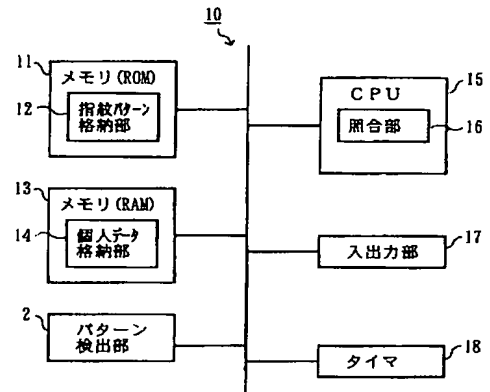 10
11
メモリ(ROM)
12
指紋パターン
格納部
13
メモリ(RAM)
14
個人データ
格納部
2
パターン
検出部
15
CPU
照合部
16
入出力部
17
タイマ
18